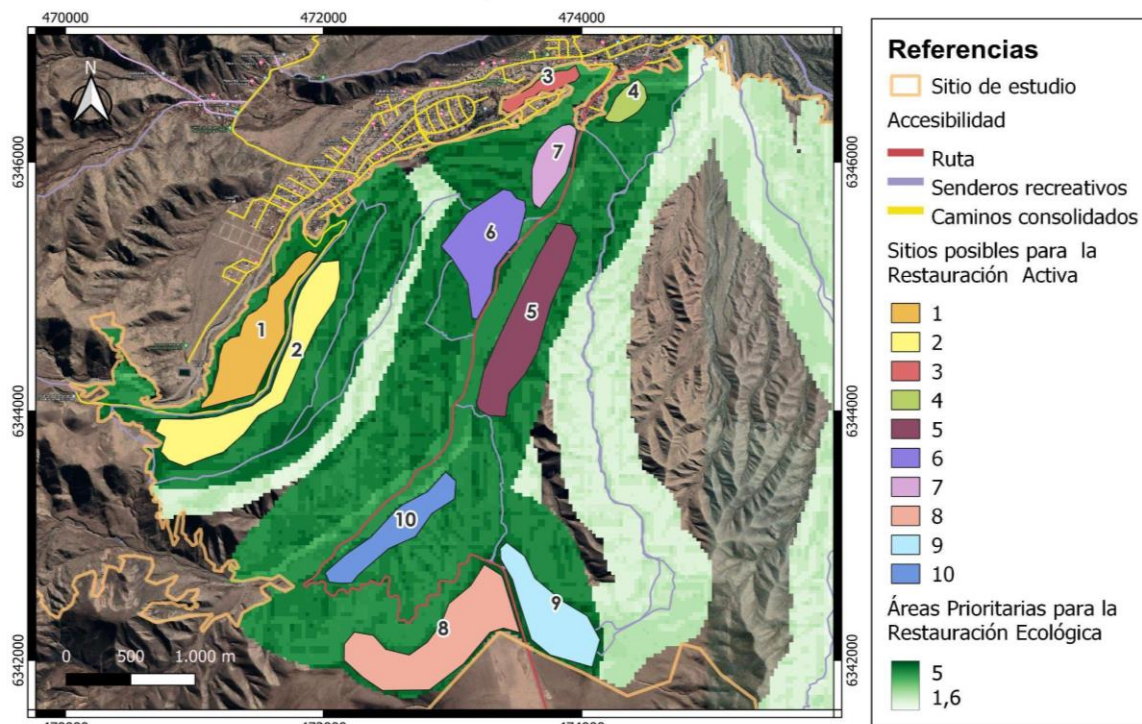 470000
472000
474000
N
6346000
6344000
6342000
6346000
6344000
6342000
3
4
7
6
5
1
2
10
8
9
0 500 1.000 m
Referencias
Sitio de estudio
Accesibilidad
Ruta
Senderos recreativos
Caminos consolidados
Sitios posibles para la
Restauración Activa
1
2
3
4
5
6
7
8
9
10
Áreas Prioritarias para la
Restauración Ecológica
5
1,6